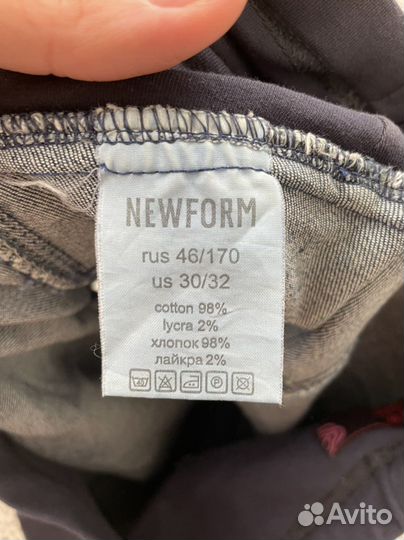 NEWFORM
rus 46/170
us 30/32
cotton 98%
lycra 2%
хлопок 98%
лайкра 2%
Avito